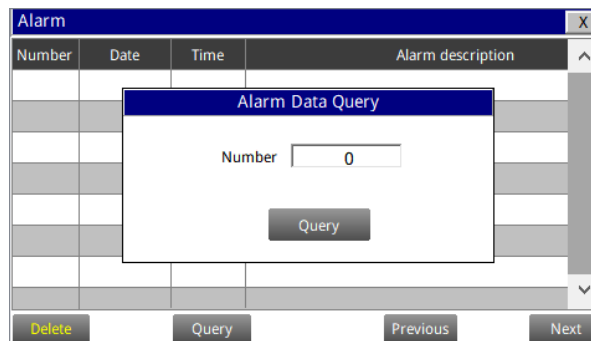 Alarm
X
Number Date Time Alarm description
Alarm Data Query
Number 0
Query
Delete Query Previous Next